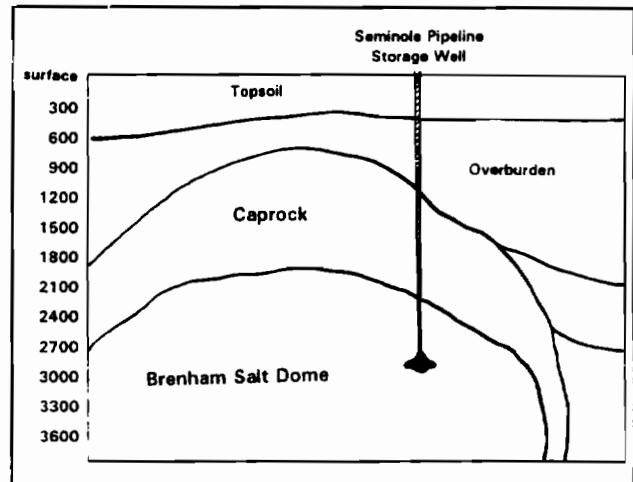 Seminole Pipeline
Storage Well
surface
Topsoil
300
600
900
Overburden
1200
Caprock
1500
1800
2100
2400
2700
3000
Brenham Salt Dome
3300
3600